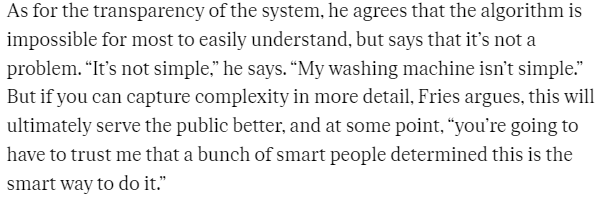 As for the transparency of the system, he agrees that the algorithm is
impossible for most to easily understand, but says that it’s not a
problem. “It’s not simple,” he says. “My washing machine isn’t simple.”
But if you can capture complexity in more detail, Fries argues, this will
ultimately serve the public better, and at some point, “you’re going to
have to trust me that a bunch of smart people determined this is the
smart way to do it.”